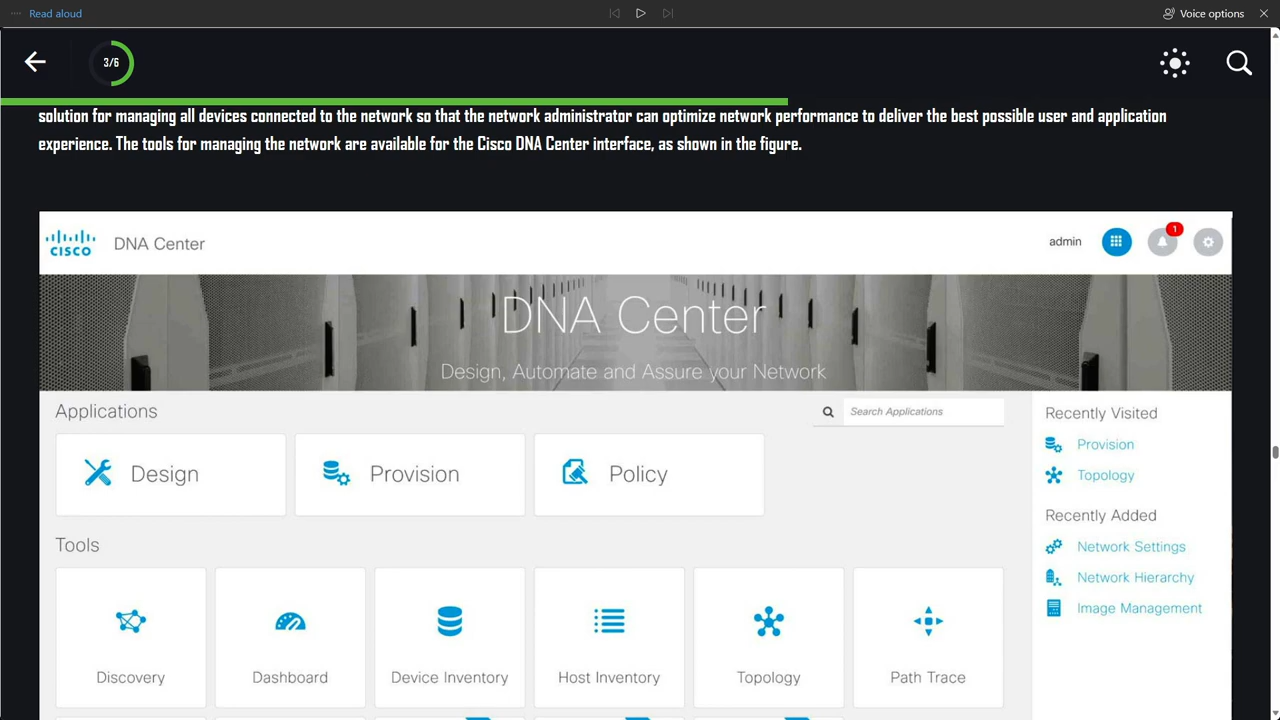 Read aloud
Voice options
3/6
solution for managing all devices connected to the network so that the network administrator can optimize network performance to deliver the best possible user and application
experience. The tools for managing the network are available for the Cisco DNA Center interface, as shown in the figure.
CISCO DNA Center
admin
1
DNA Center
Design, Automate and Assure your Network
Applications
Search Applications
Design
Provision
Policy
Tools
Discovery
Dashboard
Device Inventory
Host Inventory
Topology
Path Trace
Recently Visited
Provision
Topology
Recently Added
Network Settings
Network Hierarchy
Image Management